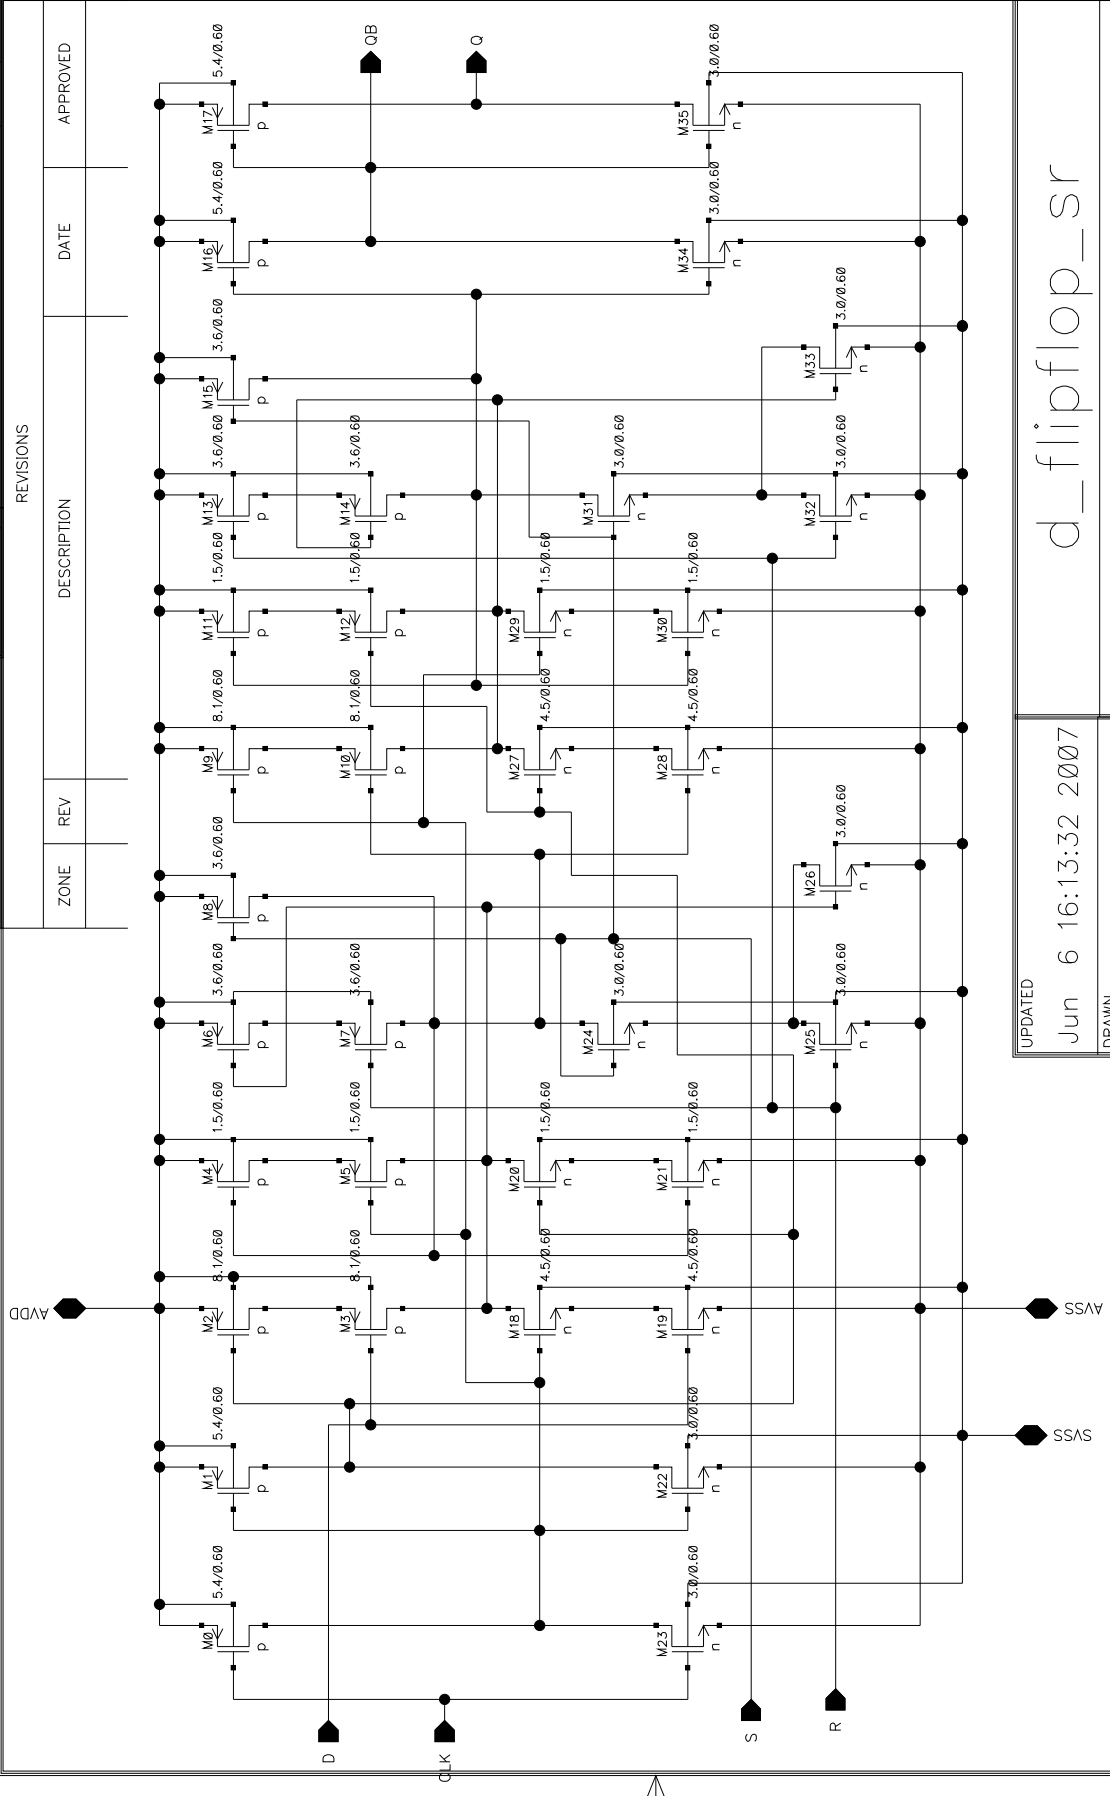 REVISIONS
ZONE REV DESCRIPTION DATE APPROVED
AVDD
M0 M1 M2 M4 M6 M8 M9 M11 M13 M15 M16 M17
5.4/0.60 5.4/0.60 8.1/0.60 1.5/0.60 3.6/0.60 3.6/0.60 8.1/0.60 1.5/0.60 3.6/0.60 3.6/0.60 5.4/0.60 5.4/0.60
p p p p p p p p p p p p
D
M3 M5 M7 M10 M12 M14
8.1/0.60 1.5/0.60 3.6/0.60 8.1/0.60 1.5/0.60 3.6/0.60
QB
p p p p p p
CLK
Q
M18 M20 M27 M29
4.5/0.60 1.5/0.60 4.5/0.60 1.5/0.60
n n n n
M24 M31
3.0/0.60 3.0/0.60
n n
M23 M22 M19 M21 M28 M30 M34 M35
3.0/0.60 3.0/0.60 4.5/0.60 1.5/0.60 4.5/0.60 1.5/0.60 3.0/0.60 3.0/0.60
n n n n n n n n
S
M25 M26 M32 M33
3.0/0.60 3.0/0.60 3.0/0.60 3.0/0.60
n n n n
R
SVSS
AVSS
UPDATED
Jun 6 16:13:32 2007
d_flipflop_sr
DRAWN